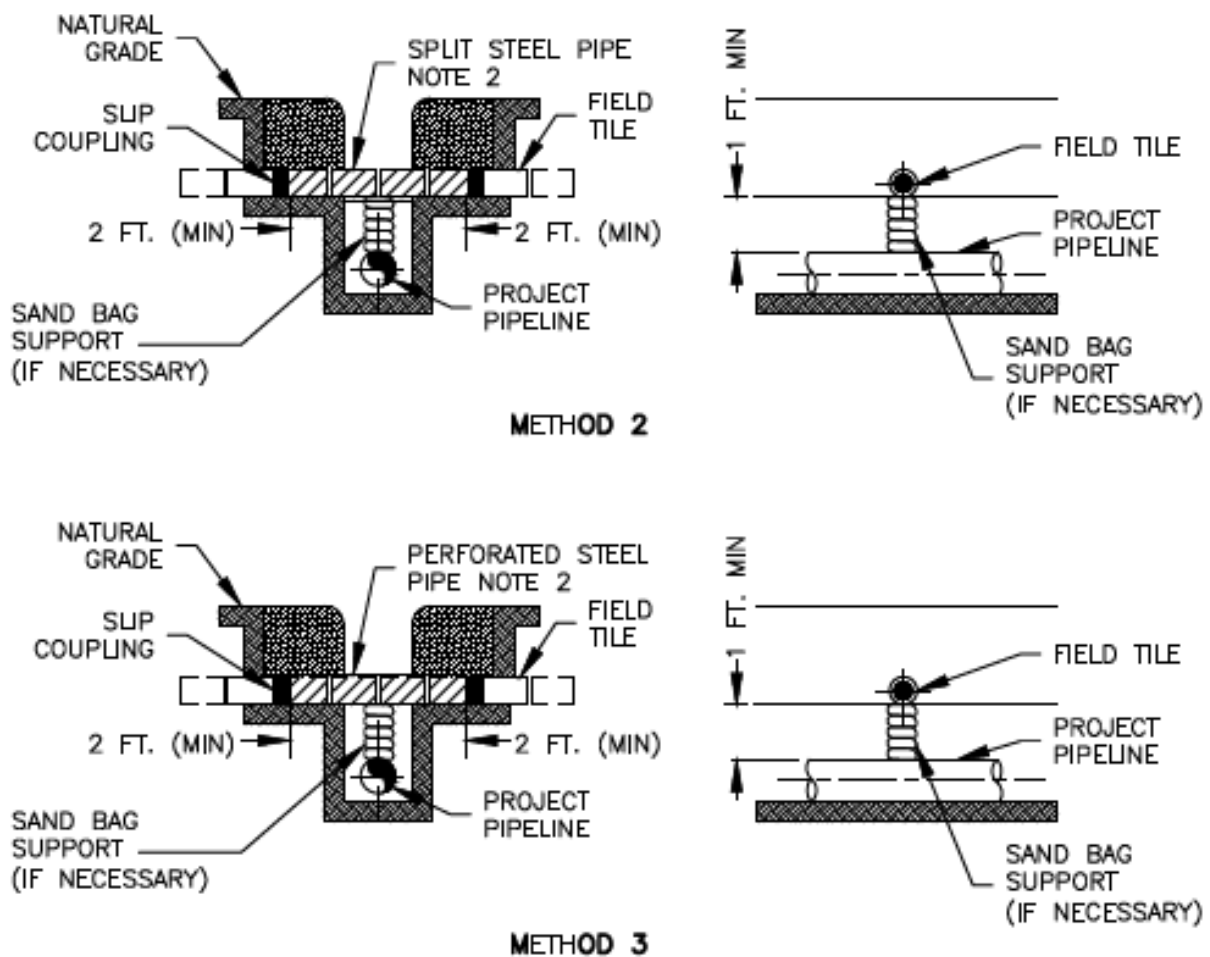 NATURAL
GRADE
SPLIT STEEL PIPE
NOTE 2
SLIP
COUPLING
FIELD
TILE
2 FT. (MIN)
2 FT. (MIN)
SAND BAG
SUPPORT
(IF NECESSARY)
PROJECT
PIPELINE
1 FT. MIN
FIELD TILE
PROJECT
PIPELINE
SAND BAG
SUPPORT
(IF NECESSARY)
METHOD 2
NATURAL
GRADE
PERFORATED STEEL
PIPE NOTE 2
SLIP
COUPLING
FIELD
TILE
2 FT. (MIN)
2 FT. (MIN)
SAND BAG
SUPPORT
(IF NECESSARY)
PROJECT
PIPELINE
1 FT. MIN
FIELD TILE
PROJECT
PIPELINE
SAND BAG
SUPPORT
(IF NECESSARY)
METHOD 3